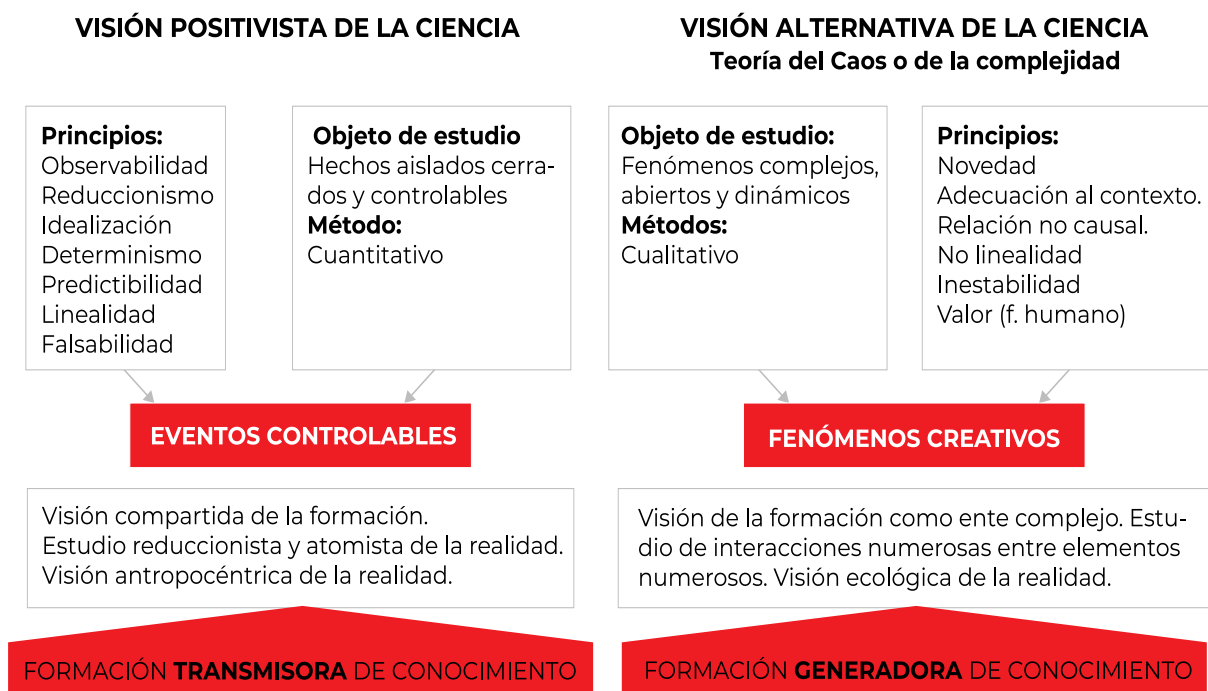 VISIÓN POSITIVISTA DE LA CIENCIA
Principios:
Observabilidad
Reduccionismo
Idealización
Determinismo
Predictibilidad
Linealidad
Falsabilidad
Objeto de estudio
Hechos aislados cerra-
dos y controlables
Método:
Cuantitativo
EVENTOS CONTROLABLES
Visión compartida de la formación.
Estudio reduccionista y atomista de la realidad.
Visión antropocéntrica de la realidad.
FORMACIÓN TRANSMISORA DE CONOCIMIENTO
VISIÓN ALTERNATIVA DE LA CIENCIA
Teoría del Caos o de la complejidad
Objeto de estudio:
Fenómenos complejos,
abiertos y dinámicos
Métodos:
Cualitativo
Principios:
Novedad
Adecuación al contexto.
Relación no causal.
No linealidad
Inestabilidad
Valor (f. humano)
FENÓMENOS CREATIVOS
Visión de la formación como ente complejo. Estu-
dio de interacciones numerosas entre elementos
numerosos. Visión ecológica de la realidad.
FORMACIÓN GENERADORA DE CONOCIMIENTO